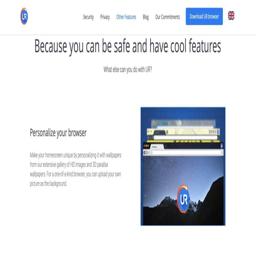 UR
Security Privacy Other Features Blog Our Commitments Download UR browser
Because you can be safe and have cool features
What else can you do with UR?
Personalize your browser
Make your homescreen unique by personalizing it with wallpapers
from our extensive gallery of HD images and 3D parallax
wallpapers. For a one of a kind browser, you can upload your own
picture as the background.
UR